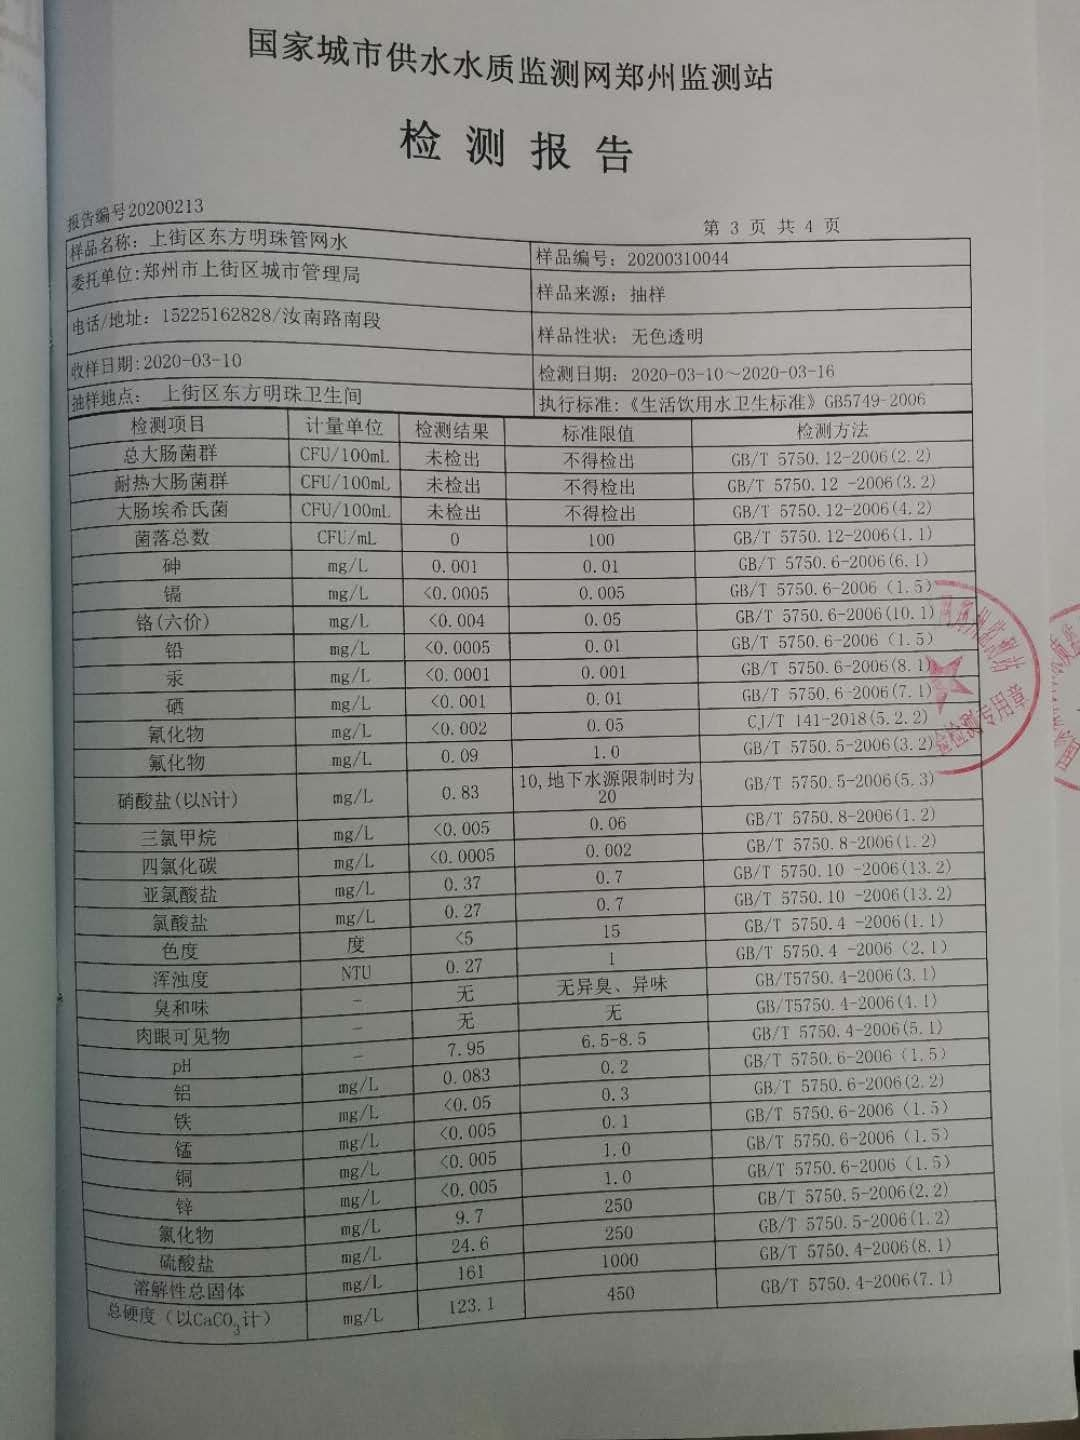 国家城市供水水质监测网郑州监测站
检测报告
报告编号20200213
第 3 页 共 4 页
样品名称：上街区东方明珠管网水 样品编号：20200310044
委托单位:郑州市上街区城市管理局 样品来源：抽样
电话/地址：15225162828/汝南路南段 样品性状：无色透明
收样日期:2020-03-10 检测日期：2020-03-10～2020-03-16
抽样地点： 上街区东方明珠卫生间 执行标准:《生活饮用水卫生标准》GB5749-2006
检测项目 计量单位 检测结果 标准限值 检测方法
总大肠菌群 CFU/100mL 未检出 不得检出 GB/T 5750.12-2006(2.2)
耐热大肠菌群 CFU/100mL 未检出 不得检出 GB/T 5750.12 -2006(3.2)
大肠埃希氏菌 CFU/100mL 未检出 不得检出 GB/T 5750.12-2006(4.2)
菌落总数 CFU/mL 0 100 GB/T 5750.12-2006(1.1)
砷 mg/L 0.001 0.01 GB/T 5750.6-2006(6.1)
镉 mg/L <0.0005 0.005 GB/T 5750.6-2006 (1.5)
铬(六价) mg/L <0.004 0.05 GB/T 5750.6-2006(10.1)
铅 mg/L <0.0005 0.01 GB/T 5750.6-2006 (1.5)
汞 mg/L <0.0001 0.001 GB/T 5750.6-2006(8.1)
硒 mg/L <0.001 0.01 GB/T 5750.6-2006(7.1)
氰化物 mg/L <0.002 0.05 CJ/T 141-2018(5.2.2)
氟化物 mg/L 0.09 1.0 GB/T 5750.5-2006(3.2)
硝酸盐(以N计) mg/L 0.83 10,地下水源限制时为20 GB/T 5750.5-2006(5.3)
三氯甲烷 mg/L <0.005 0.06 GB/T 5750.8-2006(1.2)
四氯化碳 mg/L <0.0005 0.002 GB/T 5750.8-2006(1.2)
亚氯酸盐 mg/L 0.37 0.7 GB/T 5750.10 -2006(13.2)
氯酸盐 mg/L 0.27 0.7 GB/T 5750.10 -2006(13.2)
色度 度 <5 15 GB/T 5750.4 -2006(1.1)
浑浊度 NTU 0.27 1 GB/T 5750.4 -2006 (2.1)
臭和味 - 无 无异臭、异味 GB/T5750.4-2006(3.1)
肉眼可见物 - 无 无 GB/T5750.4-2006(4.1)
pH - 7.95 6.5-8.5 GB/T 5750.4-2006(5.1)
铝 mg/L 0.083 0.2 GB/T 5750.6-2006 (1.5)
铁 mg/L <0.05 0.3 GB/T 5750.6-2006(2.2)
锰 mg/L <0.005 0.1 GB/T 5750.6-2006 (1.5)
铜 mg/L <0.005 1.0 GB/T 5750.6-2006 (1.5)
锌 mg/L <0.005 1.0 GB/T 5750.6-2006 (1.5)
氯化物 mg/L 9.7 250 GB/T 5750.5-2006(2.2)
硫酸盐 mg/L 24.6 250 GB/T 5750.5-2006(1.2)
溶解性总固体 mg/L 161 1000 GB/T 5750.4-2006(8.1)
总硬度（以CaCO3计） mg/L 123.1 450 GB/T 5750.4-2006(7.1)
检测专用章